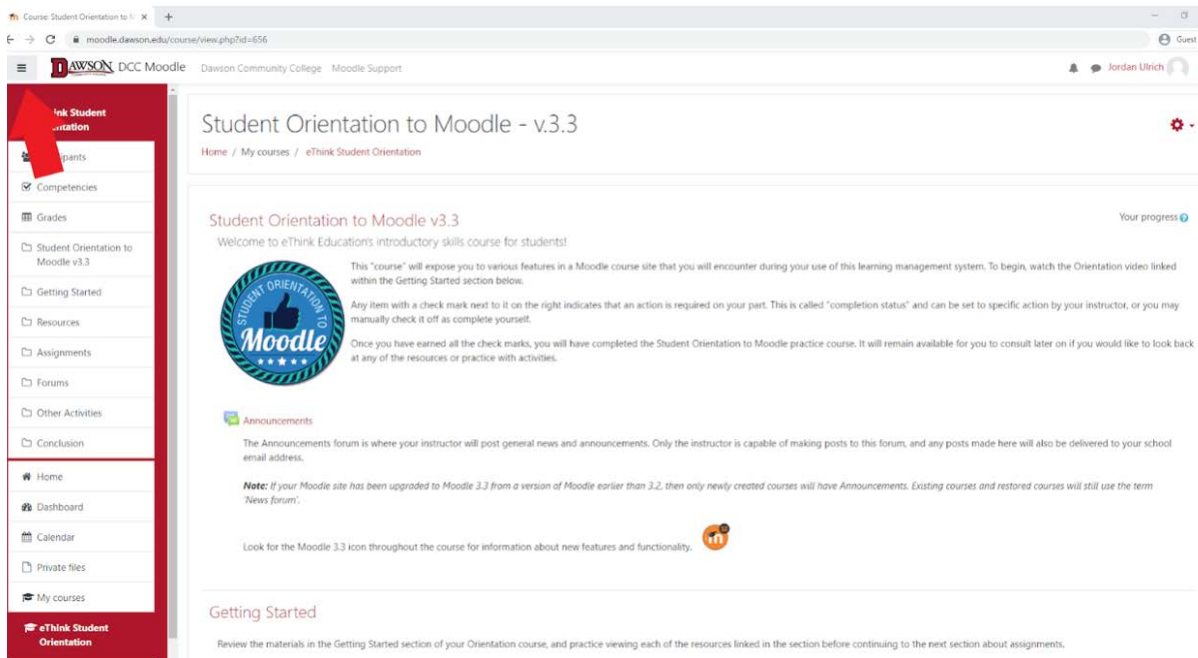 Course: Student Orientation to
moodle.dawson.edu/course/view.php?id=656
Guest
DAWSON DCC Moodle Dawson Community College Moodle Support
Jordan Ulrich
Student
Competencies
Grades
Student Orientation to
Moodle v3.3
Getting Started
Resources
Assignments
Forums
Other Activities
Conclusion
Home
Dashboard
Calendar
Private files
My courses
eThink Student
Orientation
Student Orientation to Moodle - v.3.3
Home / My courses / eThink Student Orientation
Student Orientation to Moodle v3.3
Your progress
Welcome to eThink Education's introductory skills course for students!
STUDENT ORIENTATION TO
Moodle
This "course" will expose you to various features in a Moodle course site that you will encounter during your use of this learning management system. To begin, watch the Orientation video linked
within the Getting Started section below.
Any item with a check mark next to it on the right indicates that an action is required on your part. This is called "completion status" and can be set to specific action by your instructor, or you may
manually check it off as complete yourself.
Once you have earned all the check marks, you will have completed the Student Orientation to Moodle practice course. It will remain available for you to consult later on if you would like to look back
at any of the resources or practice with activities.
Announcements
The Announcements forum is where your instructor will post general news and announcements. Only the instructor is capable of making posts to this forum, and any posts made here will also be delivered to your school
email address.
Note: If your Moodle site has been upgraded to Moodle 3.3 from a version of Moodle earlier than 3.2, then only newly created courses will have Announcements. Existing courses and restored courses will still use the term
'News forum'.
Look for the Moodle 3.3 icon throughout the course for information about new features and functionality.
Getting Started
Review the materials in the Getting Started section of your Orientation course, and practice viewing each of the resources linked in the section before continuing to the next section about assignments.